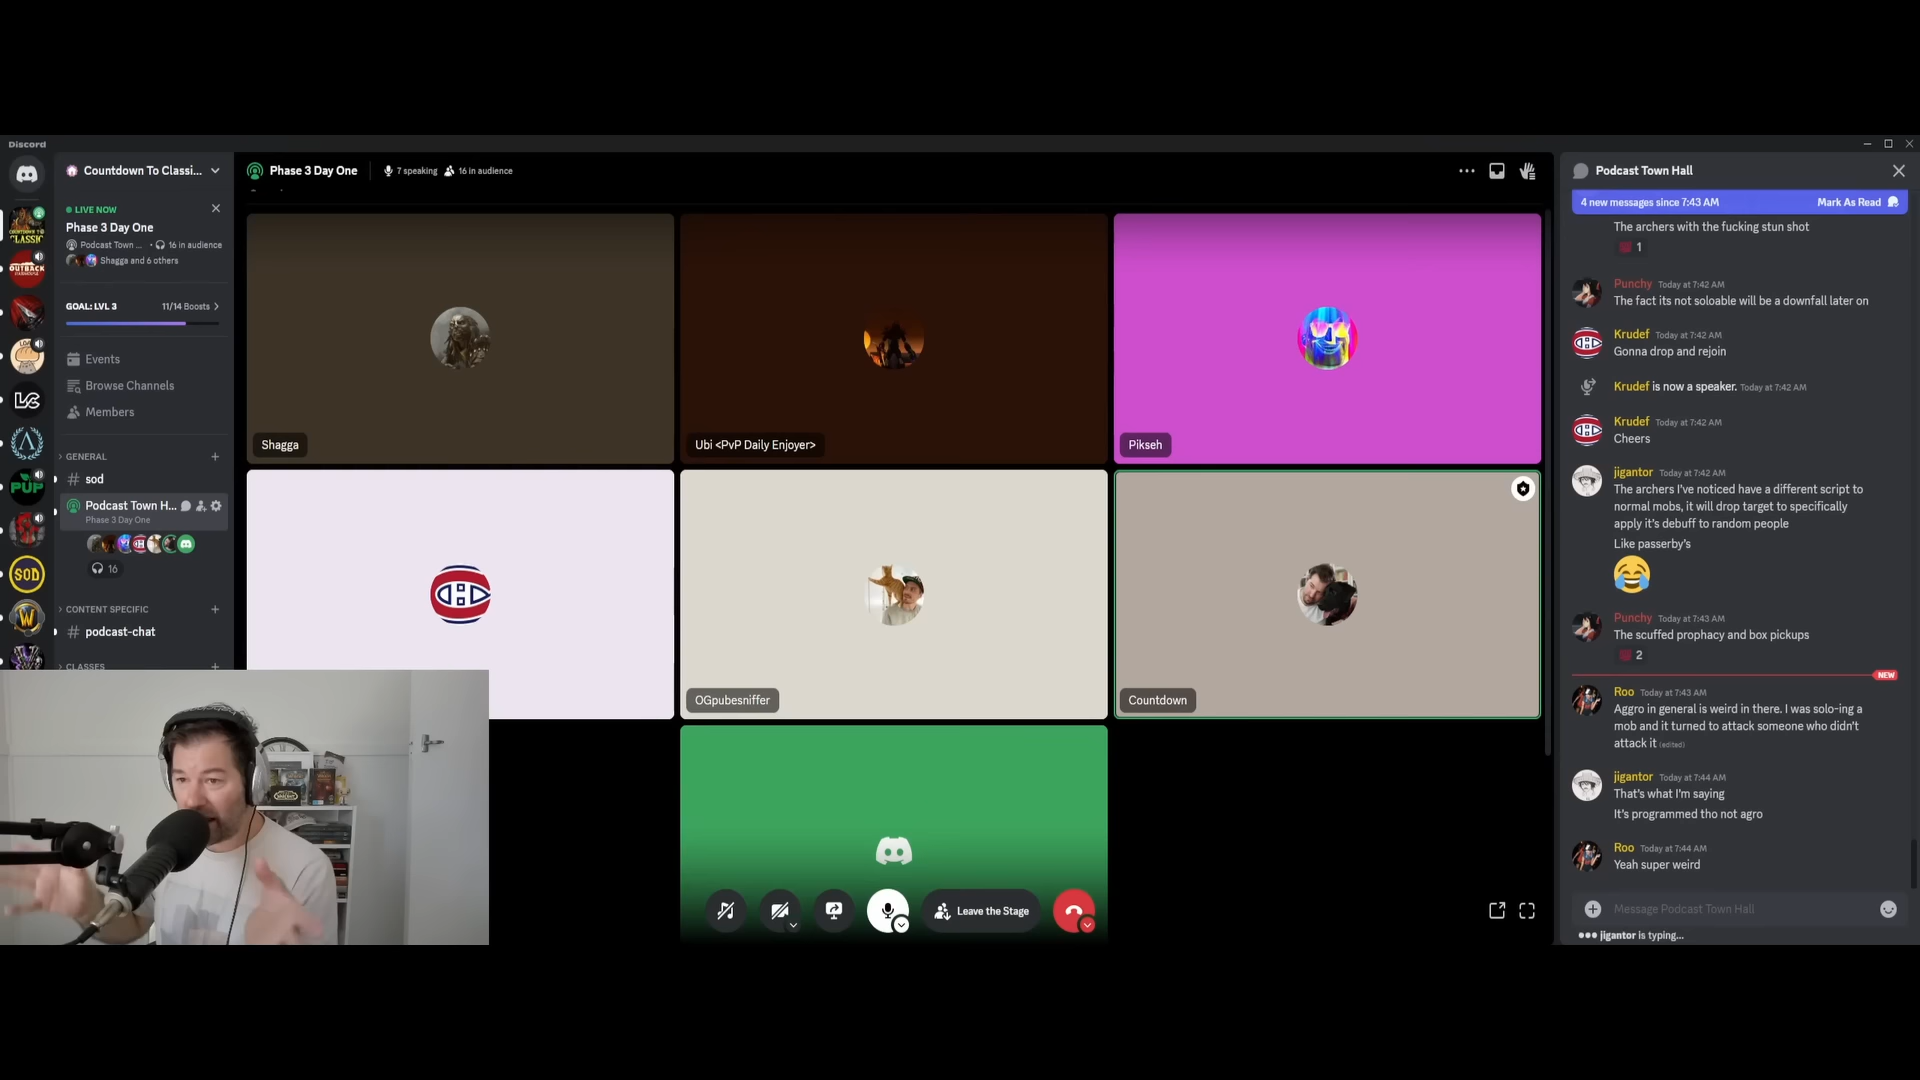 Discord
Countdown To Classi...
LIVE NOW
Phase 3 Day One
Podcast Town ... • 16 in audience
Shagga and 6 others
GOAL: LVL 3 11/14 Boosts
Events
Browse Channels
Members
GENERAL
sod
Podcast Town H...
Phase 3 Day One
16
CONTENT SPECIFIC
podcast-chat
CLASSES
COUNTDOWN TO
CLASSIC
OUTBACK
PUP
SOD
Phase 3 Day One 7 speaking 16 in audience
Shagga
Ubi <PvP Daily Enjoyer>
Pikseh
OGpubesniffer
Countdown
Leave the Stage
Podcast Town Hall
4 new messages since 7:43 AM Mark As Read
The archers with the fucking stun shot
1
Punchy Today at 7:42 AM
The fact its not soloable will be a downfall later on
Krudef Today at 7:42 AM
Gonna drop and rejoin
Krudef is now a speaker. Today at 7:42 AM
Krudef Today at 7:42 AM
Cheers
jigantor Today at 7:42 AM
The archers I've noticed have a different script to
normal mobs, it will drop target to specifically
apply it's debuff to random people
Like passerby's
Punchy Today at 7:43 AM
The scuffed prophacy and box pickups
2
NEW
Roo Today at 7:43 AM
Aggro in general is weird in there. I was solo-ing a
mob and it turned to attack someone who didn't
attack it (edited)
jigantor Today at 7:44 AM
That's what I'm saying
It's programmed tho not agro
Roo Today at 7:44 AM
Yeah super weird
Message Podcast Town Hall
jigantor is typing...